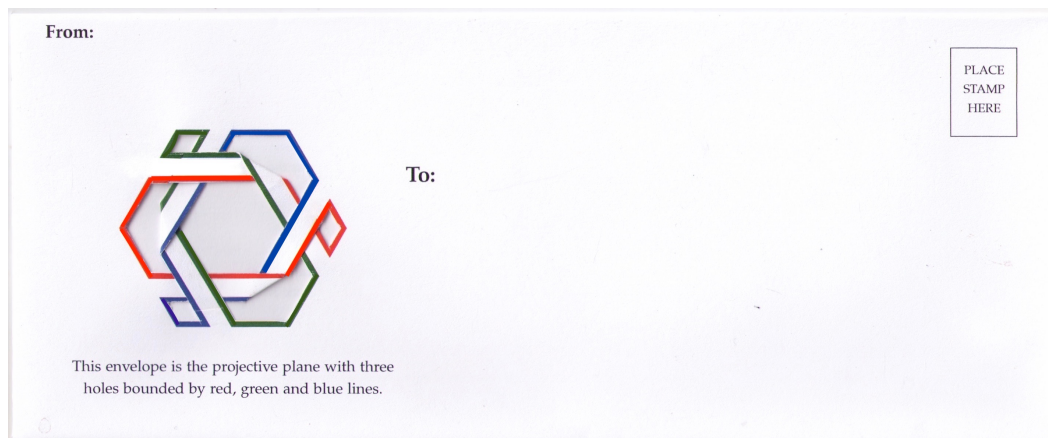 From:
PLACE
STAMP
HERE
To:
This envelope is the projective plane with three
holes bounded by red, green and blue lines.